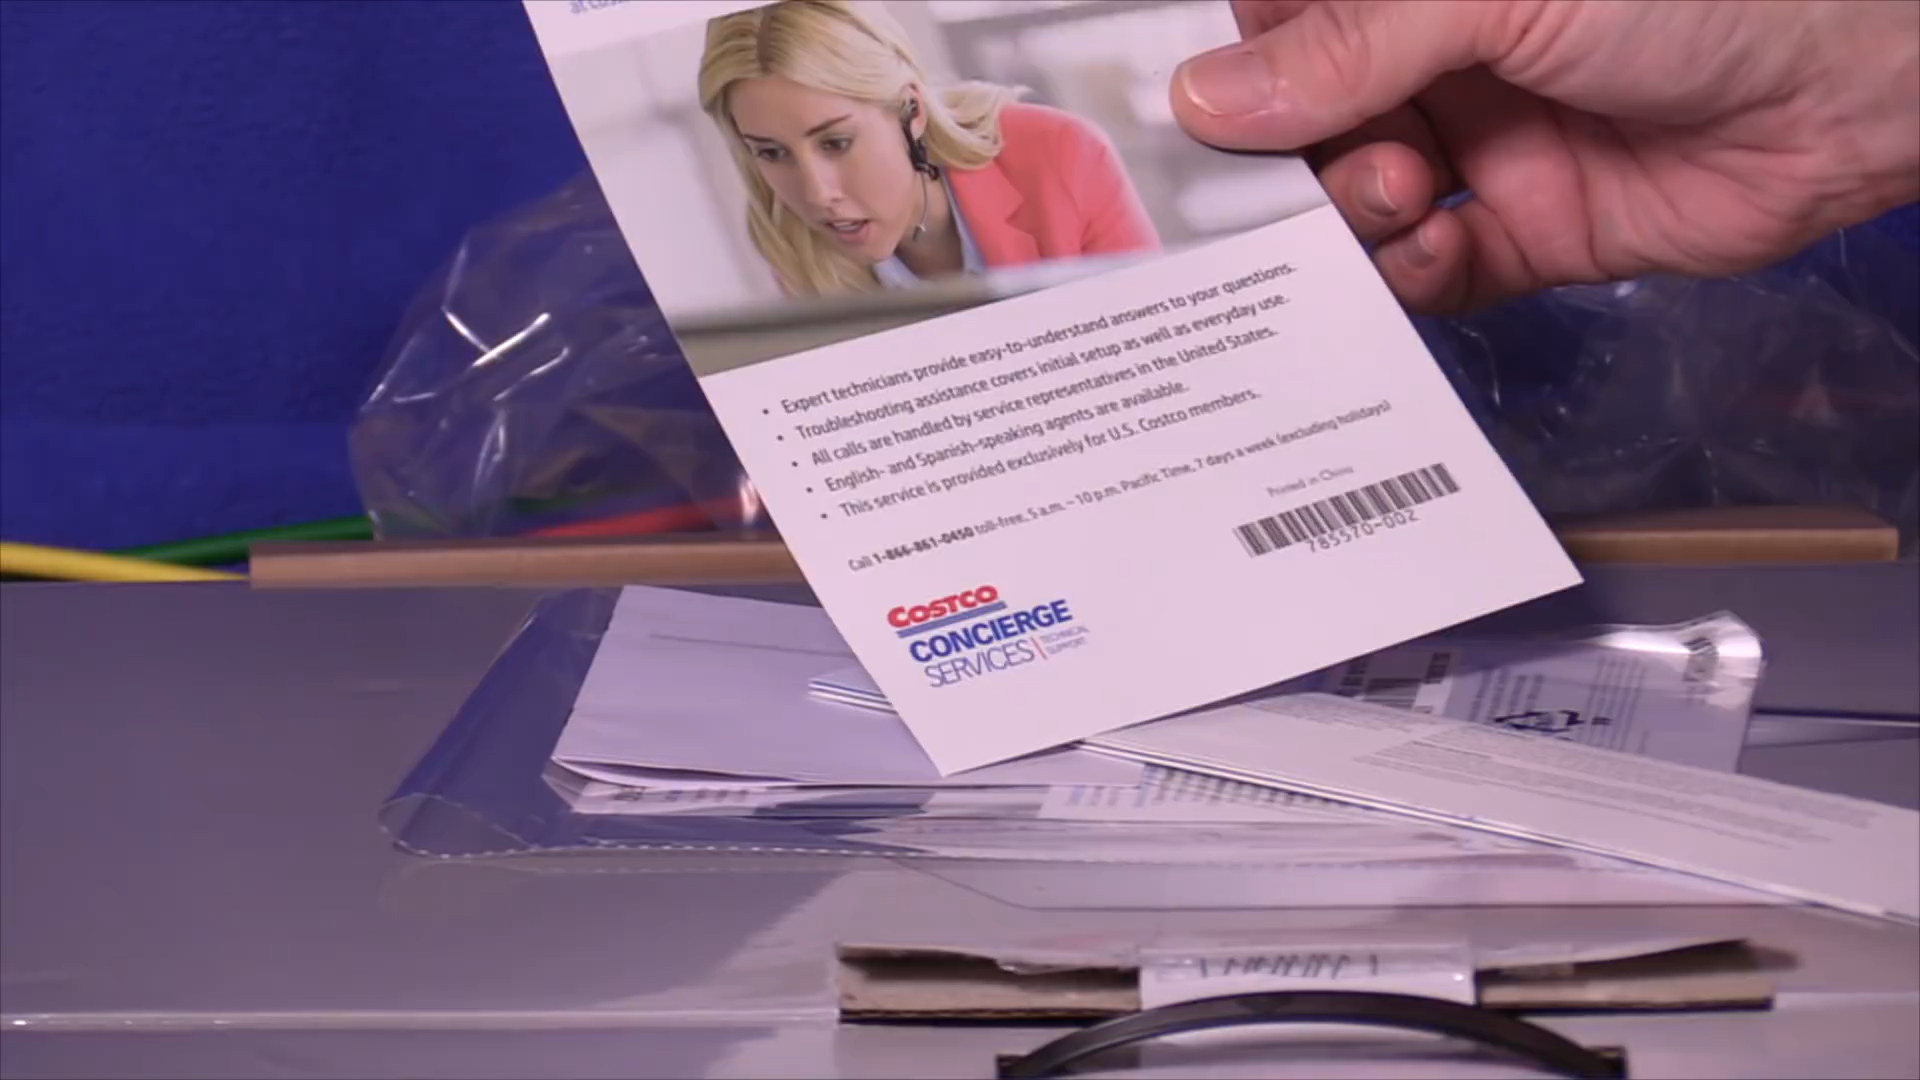 at Costco
• Expert technicians provide easy-to-understand answers to your questions.
• Troubleshooting assistance covers initial setup as well as everyday use.
• All calls are handled by service representatives in the United States.
• English- and Spanish-speaking agents are available.
• This service is provided exclusively for U.S. Costco members.
Call 1-866-861-0450 toll-free, 5 a.m. – 10 p.m. Pacific Time, 7 days a week (excluding holidays)
Printed in China
785570-002
COSTCO
CONCIERGE
SERVICES | TECHNICAL
SUPPORT